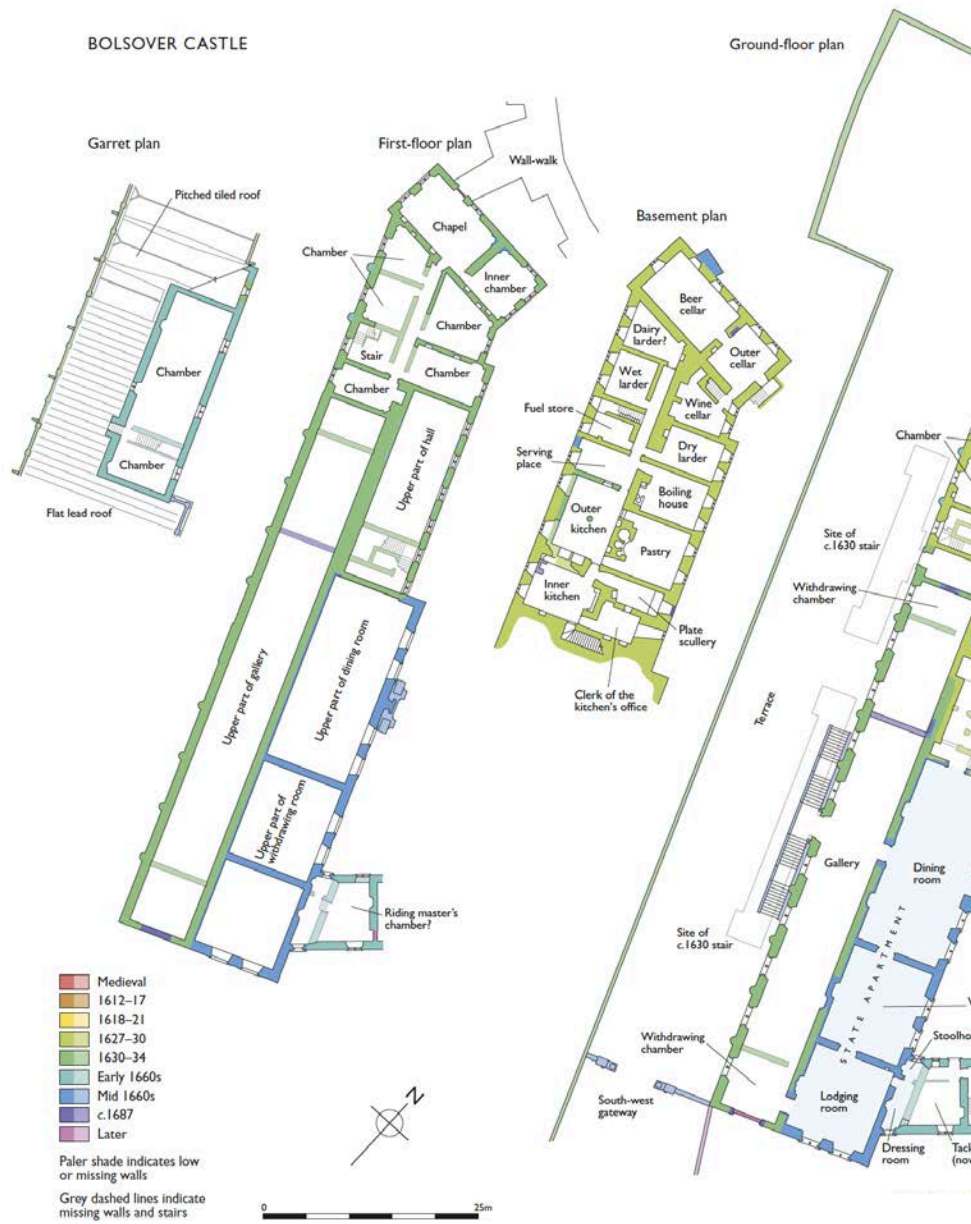 BOLSOVER CASTLE
Ground-floor plan
Garret plan
First-floor plan
Wall-walk
Pitched tiled roof
Basement plan
Chapel
Chamber
Inner
chamber
Beer
cellar
Chamber
Dairy
larder?
Outer
cellar
Chamber
Stair
Chamber
Wet
larder
Chamber
Wine
cellar
Fuel store
Chamber
Dry
larder
Serving
place
Chamber
Upper part of hall
Boiling
house
Flat lead roof
Outer
kitchen
Site of
c.1630 stair
Pastry
Inner
kitchen
Withdrawing
chamber
Plate
scullery
Upper part of gallery
Upper part of dining room
Clerk of the
kitchen's office
Terrace
Upper part of
withdrawing room
Gallery
Dining
room
Riding master's
chamber?
Site of
c.1630 stair
STATE APARTMENT
Medieval
1612–17
1618–21
1627–30
1630–34
Early 1660s
Mid 1660s
c.1687
Later
Withdrawing
chamber
Stoolho
Lodging
room
South-west
gateway
N
Paler shade indicates low
or missing walls
Dressing
room
Tack
(nov
Grey dashed lines indicate
missing walls and stairs
0 25m